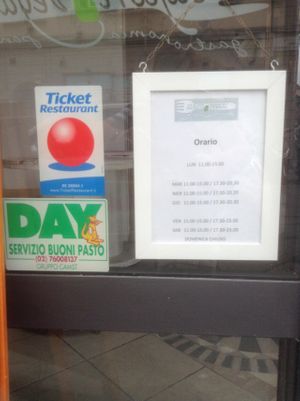 Ticket
Restaurant
DAY
SERVIZIO BUONI PASTO
(02) 76008137
GRUPPO CAMST
Orario
LUN 11.00-15.00
MAR 11.00-15.00 / 17.30-20.30
MER 11.00-15.00 / 17.30-20.30
GIO 11.00-15.00 / 17.30-20.30
VEN 11.00-15.00 / 17.30-23.00
SAB 11.00-15.00 / 17.30-23.00
DOMENICA CHIUSO